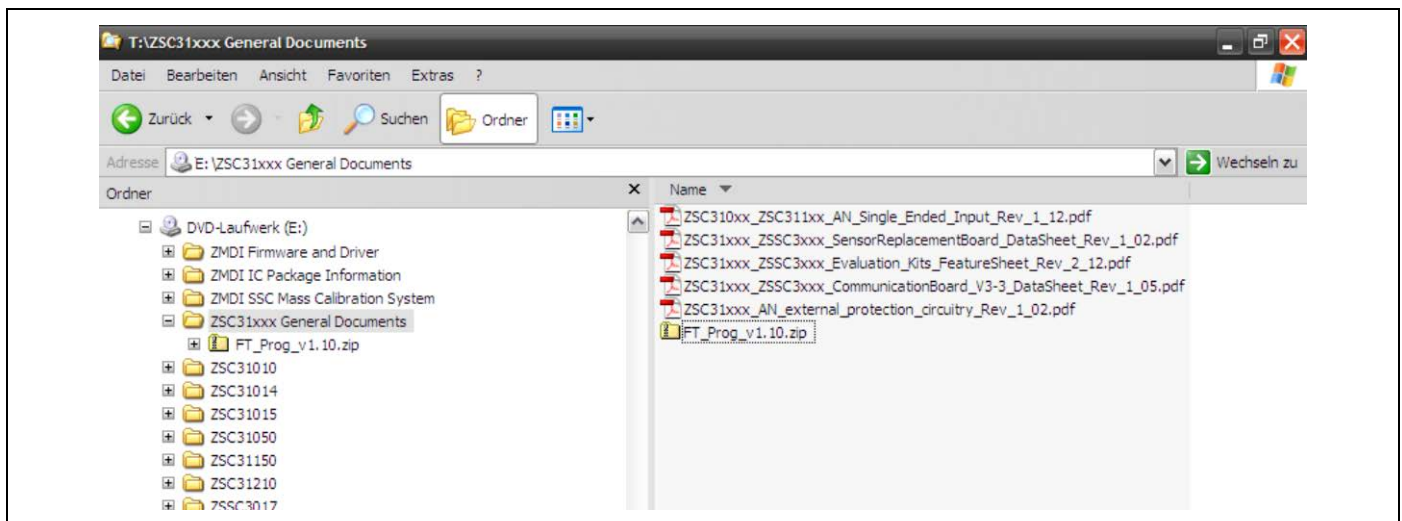 T:\ZSC31xxx General Documents
Datei Bearbeiten Ansicht Favoriten Extras ?
Zurück Suchen Ordner
Adresse E: \ZSC31xxx General Documents Wechseln zu
Ordner X Name
DVD-Laufwerk (E:)
ZMDI Firmware and Driver
ZMDI IC Package Information
ZMDI SSC Mass Calibration System
ZSC31xxx General Documents
FT_Prog_v1.10.zip
ZSC31010
ZSC31014
ZSC31015
ZSC31050
ZSC31150
ZSC31210
ZSSC3017
ZSC310xx_ZSC311xx_AN_Single_Ended_Input_Rev_1_12.pdf
ZSC31xxx_ZSSC3xxx_SensorReplacementBoard_DataSheet_Rev_1_02.pdf
ZSC31xxx_ZSSC3xxx_Evaluation_Kits_FeatureSheet_Rev_2_12.pdf
ZSC31xxx_ZSSC3xxx_CommunicationBoard_V3-3_DataSheet_Rev_1_05.pdf
ZSC31xxx_AN_external_protection_circuitry_Rev_1_02.pdf
FT_Prog_v1.10.zip